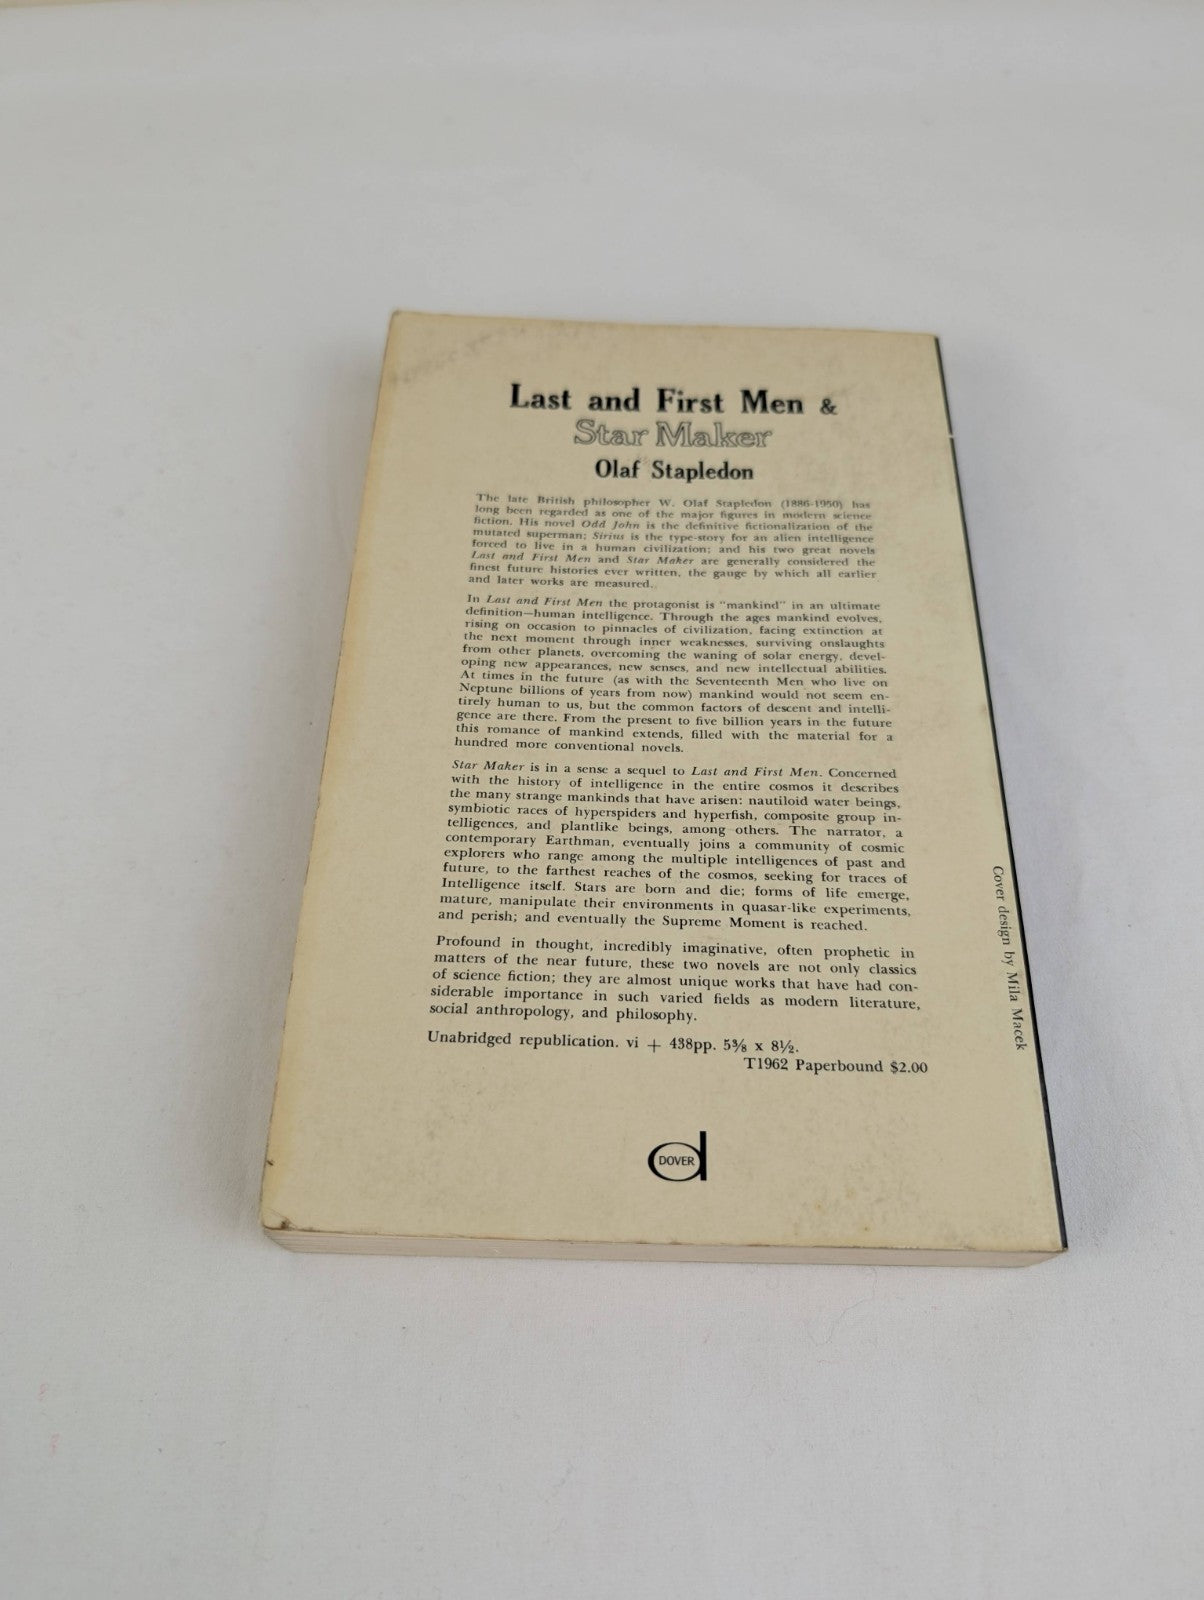 Last and First Men &
Star Maker
Olaf Stapledon
The late British philosopher W. Olaf Stapledon (1886-1950) has
long been regarded as one of the major figures in modern science
fiction. His novel Odd John is the definitive fictionalization of the
mutated superman; Sirius is the type-story for an alien intelligence
forced to live in a human civilization; and his two great novels
Last and First Men and Star Maker are generally considered the
finest future histories ever written, the gauge by which all earlier
and later works are measured.
In Last and First Men the protagonist is "mankind" in an ultimate
definition—human intelligence. Through the ages mankind evolves,
rising on occasion to pinnacles of civilization, facing extinction at
the next moment through inner weaknesses, surviving onslaughts
from other planets, overcoming the waning of solar energy, devel-
oping new appearances, new senses, and new intellectual abilities.
At times in the future (as with the Seventeenth Men who live on
Neptune billions of years from now) mankind would not seem en-
tirely human to us, but the common factors of descent and intelli-
gence are there. From the present to five billion years in the future
this romance of mankind extends, filled with the material for a
hundred more conventional novels.
Star Maker is in a sense a sequel to Last and First Men. Concerned
with the history of intelligence in the entire cosmos it describes
the many strange mankinds that have arisen: nautiloid water beings,
symbiotic races of hyperspiders and hyperfish, composite group in-
telligences, and plantlike beings, among others. The narrator, a
contemporary Earthman, eventually joins a community of cosmic
explorers who range among the multiple intelligences of past and
future, to the farthest reaches of the cosmos, seeking for traces of
Intelligence itself. Stars are born and die; forms of life emerge,
mature, manipulate their environments in quasar-like experiments,
and perish; and eventually the Supreme Moment is reached.
Profound in thought, incredibly imaginative, often prophetic in
matters of the near future, these two novels are not only classics
of science fiction; they are almost unique works that have had con-
siderable importance in such varied fields as modern literature,
social anthropology, and philosophy.
Unabridged republication. vi + 438pp. 5⅜ x 8½.
T1962 Paperbound $2.00
DOVER
Cover design by Mila Macek